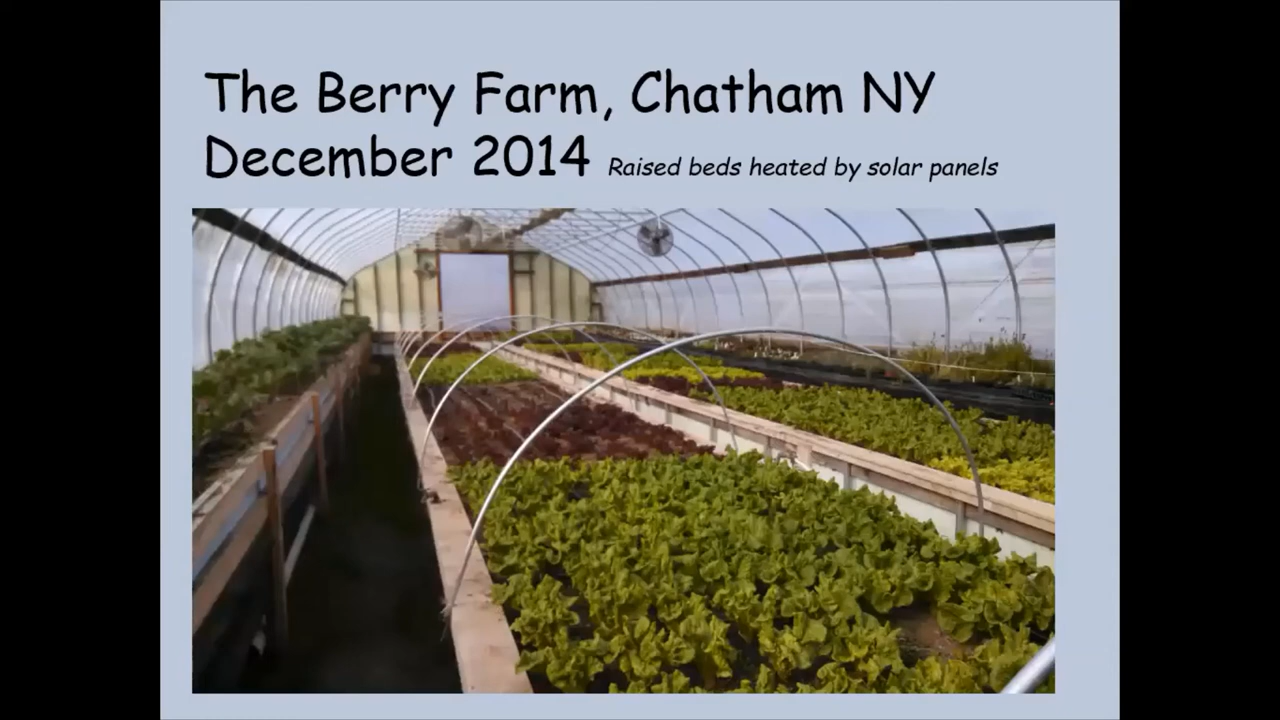 The Berry Farm, Chatham NY
December 2014 Raised beds heated by solar panels